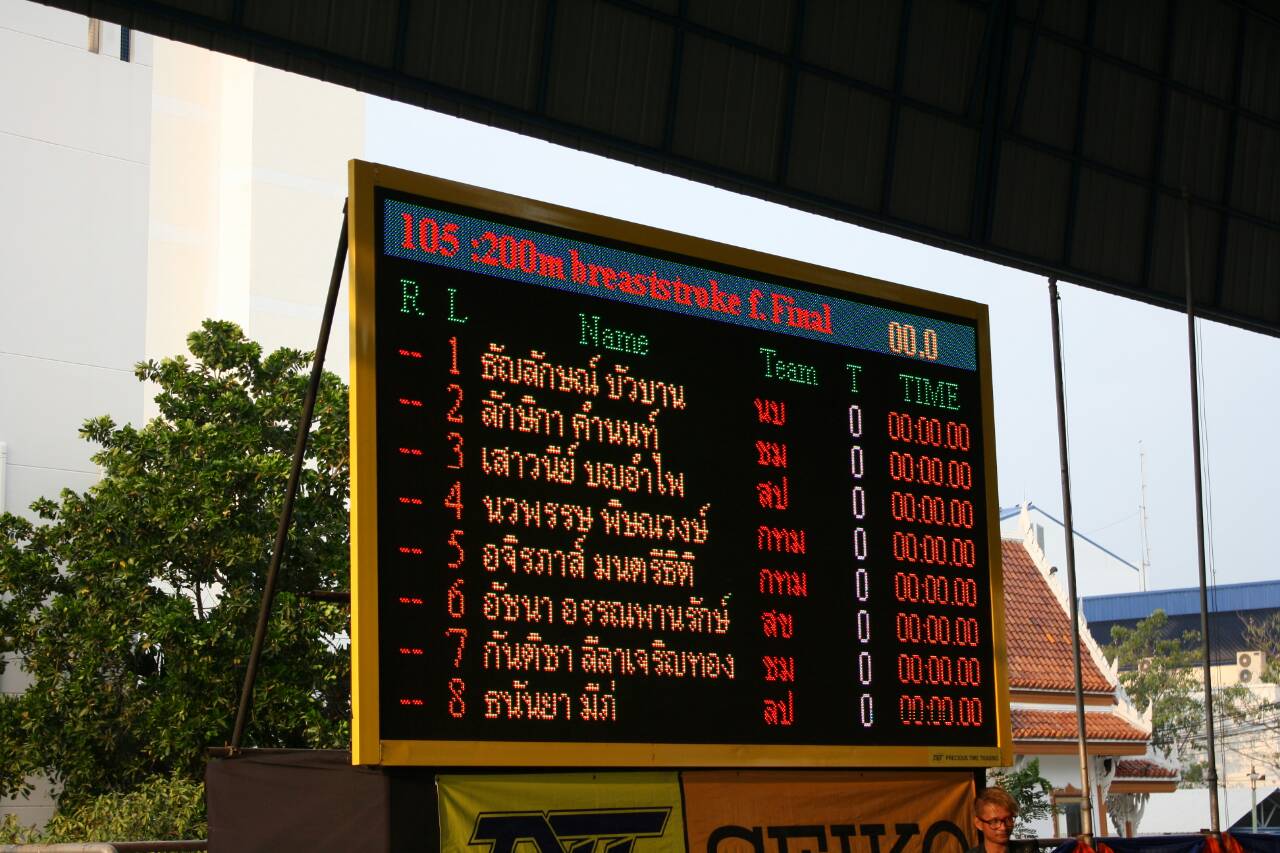 105 :200m breaststroke f. Final 00.0
R L Name Team T TIME
-- 1 ธัญลักษณ์ บัวบาน นบ 0 00:00.00
-- 2 ลักษิกา คำนนท์ ชม 0 00:00.00
-- 3 เสาวนีย์ บุญอำไพ สป 0 00:00.00
-- 4 นวพรรษ พิษณุวงษ์ กทม 0 00:00.00
-- 5 อจิรภาส์ มนตรีธิติ กทม 0 00:00.00
-- 6 อัชนา อรรณพานุรักษ์ สข 0 00:00.00
-- 7 กันติชา ลีลาเจริญทอง ชม 0 00:00.00
-- 8 ธนันยา มีภู่ สป 0 00:00.00
PRECIOUS TIME TRADING
SEIKO